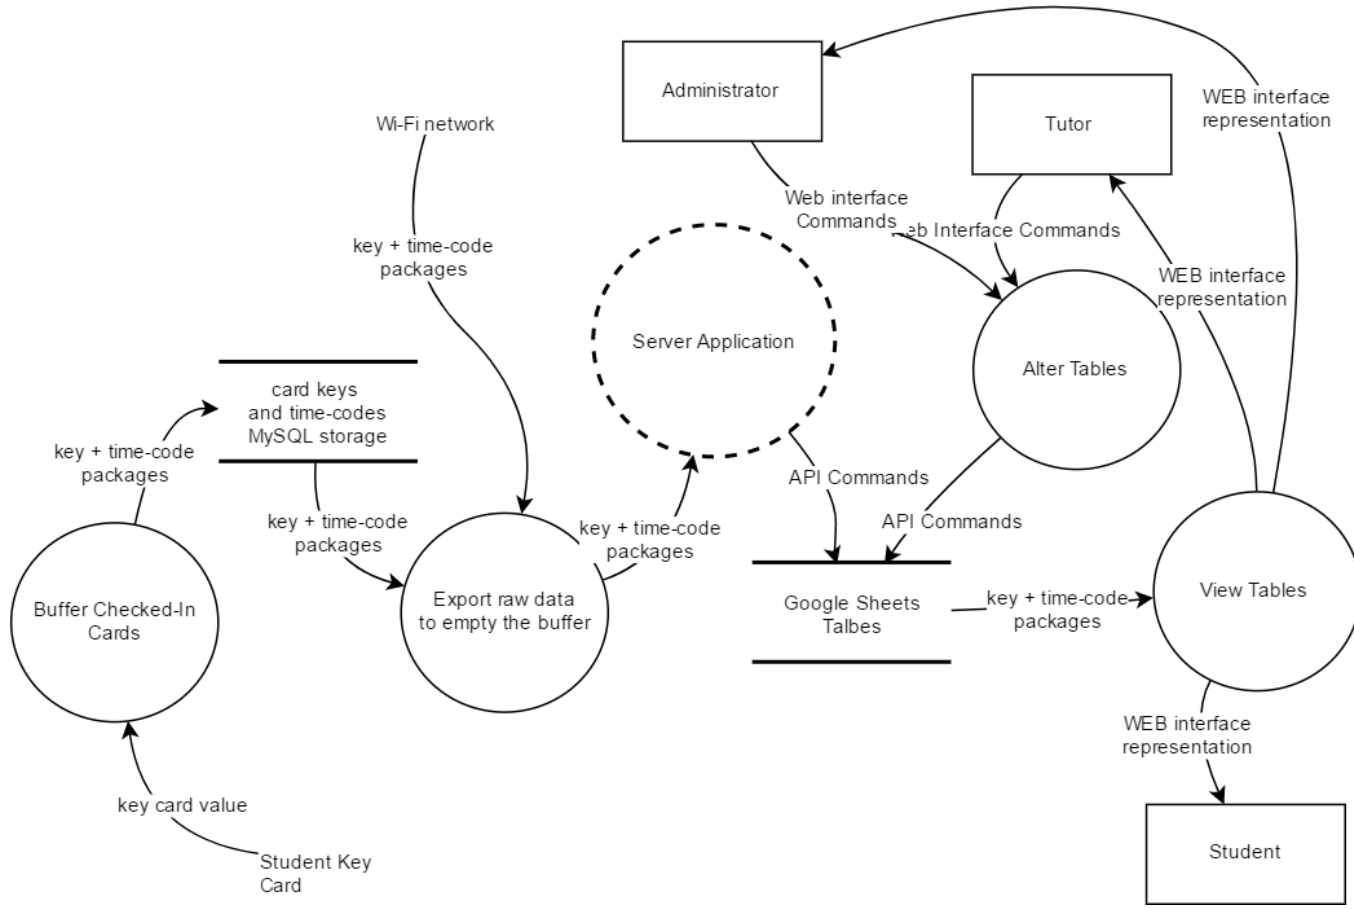 Administrator
WEB interface
representation
Tutor
Wi-Fi network
Web interface
Commands
eb Interface Commands
key + time-code
packages
WEB interface
representation
Server Application
Alter Tables
card keys
and time-codes
MySQL storage
key + time-code
packages
API Commands
key + time-code
packages
key + time-code
packages
API Commands
Buffer Checked-In
Cards
Export raw data
to empty the buffer
Google Sheets
Talbes
key + time-code
packages
View Tables
WEB interface
representation
key card value
Student Key
Card
Student